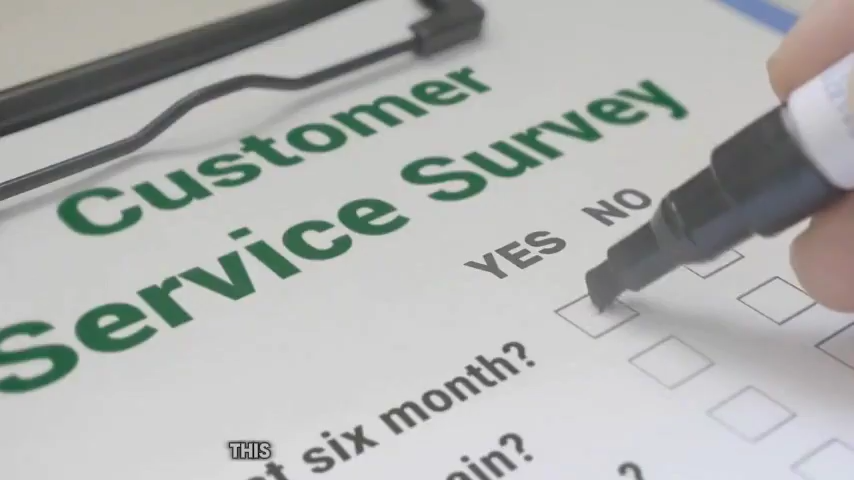 Customer
Service Survey
YES NO
six month?
THIS
?